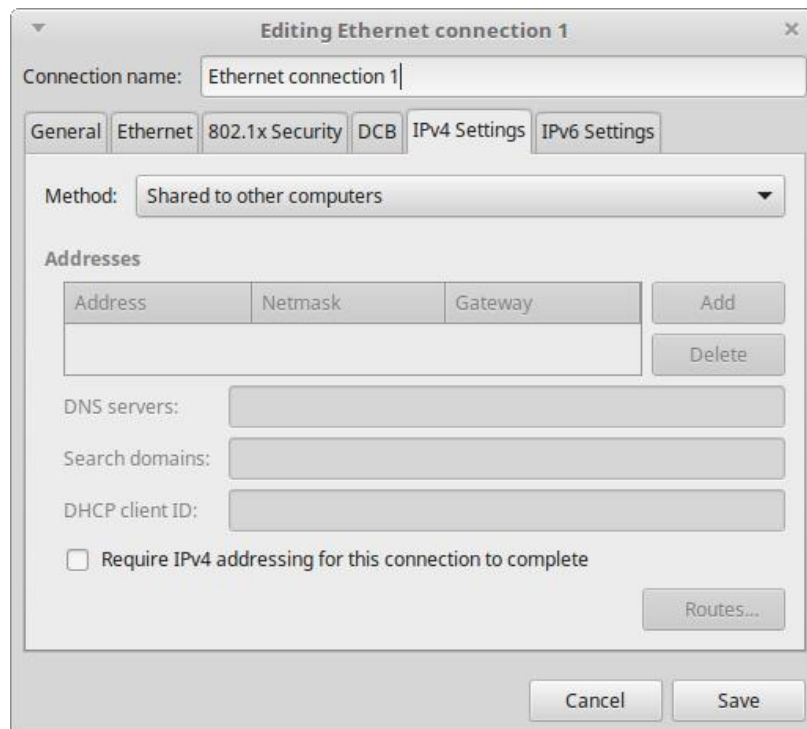 Editing Ethernet connection 1
Connection name: Ethernet connection 1
General Ethernet 802.1x Security DCB IPv4 Settings IPv6 Settings
Method: Shared to other computers
Addresses
Address Netmask Gateway Add
Delete
DNS servers:
Search domains:
DHCP client ID:
Require IPv4 addressing for this connection to complete
Routes...
Cancel Save